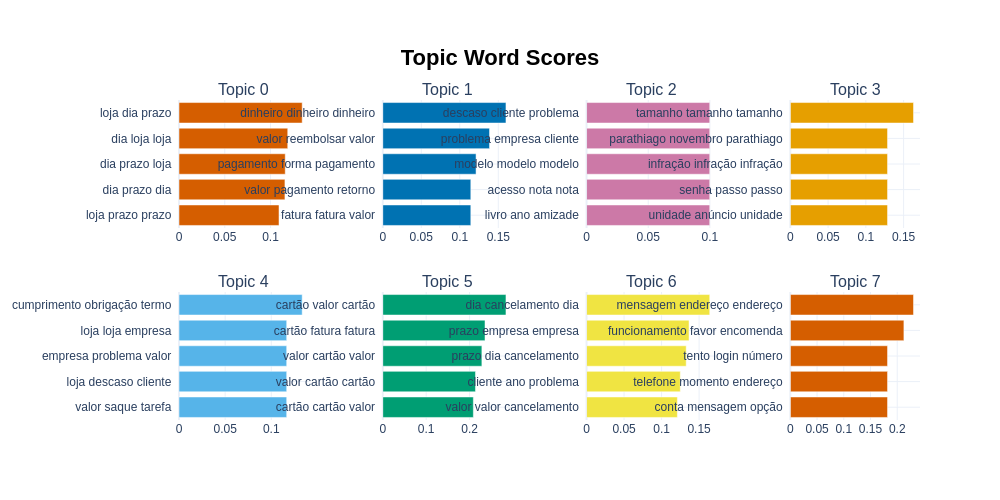 Topic Word Scores
Topic 0 Topic 1 Topic 2 Topic 3
loja dia prazo dinheiro dinheiro dinheiro descaso cliente problema tamanho tamanho tamanho
dia loja loja valor reembolsar valor problema empresa cliente parathiago novembro parathiago
dia prazo loja pagamento forma pagamento modelo modelo modelo infração infração infração
dia prazo dia valor pagamento retorno acesso nota nota senha passo passo
loja prazo prazo fatura fatura valor livro ano amizade unidade anúncio unidade
0 0.05 0.1 0 0.05 0.1 0.15 0 0.05 0.1 0 0.05 0.1 0.15
Topic 4 Topic 5 Topic 6 Topic 7
cumprimento obrigação termo cartão valor cartão dia cancelamento dia mensagem endereço endereço
loja loja empresa cartão fatura fatura prazo empresa empresa funcionamento favor encomenda
empresa problema valor valor cartão valor prazo dia cancelamento tento login número
loja descaso cliente valor cartão cartão cliente ano problema telefone momento endereço
valor saque tarefa cartão cartão valor valor valor cancelamento conta mensagem opção
0 0.05 0.1 0 0.1 0.2 0 0.05 0.1 0.15 0 0.05 0.1 0.15 0.2